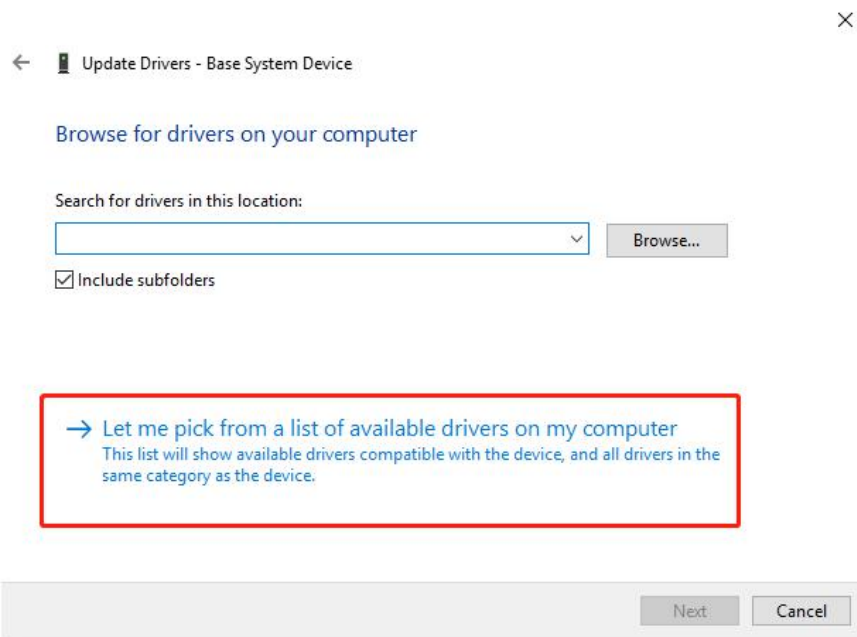 Update Drivers - Base System Device
Browse for drivers on your computer
Search for drivers in this location:
Browse...
Include subfolders
Let me pick from a list of available drivers on my computer
This list will show available drivers compatible with the device, and all drivers in the
same category as the device.
Next
Cancel